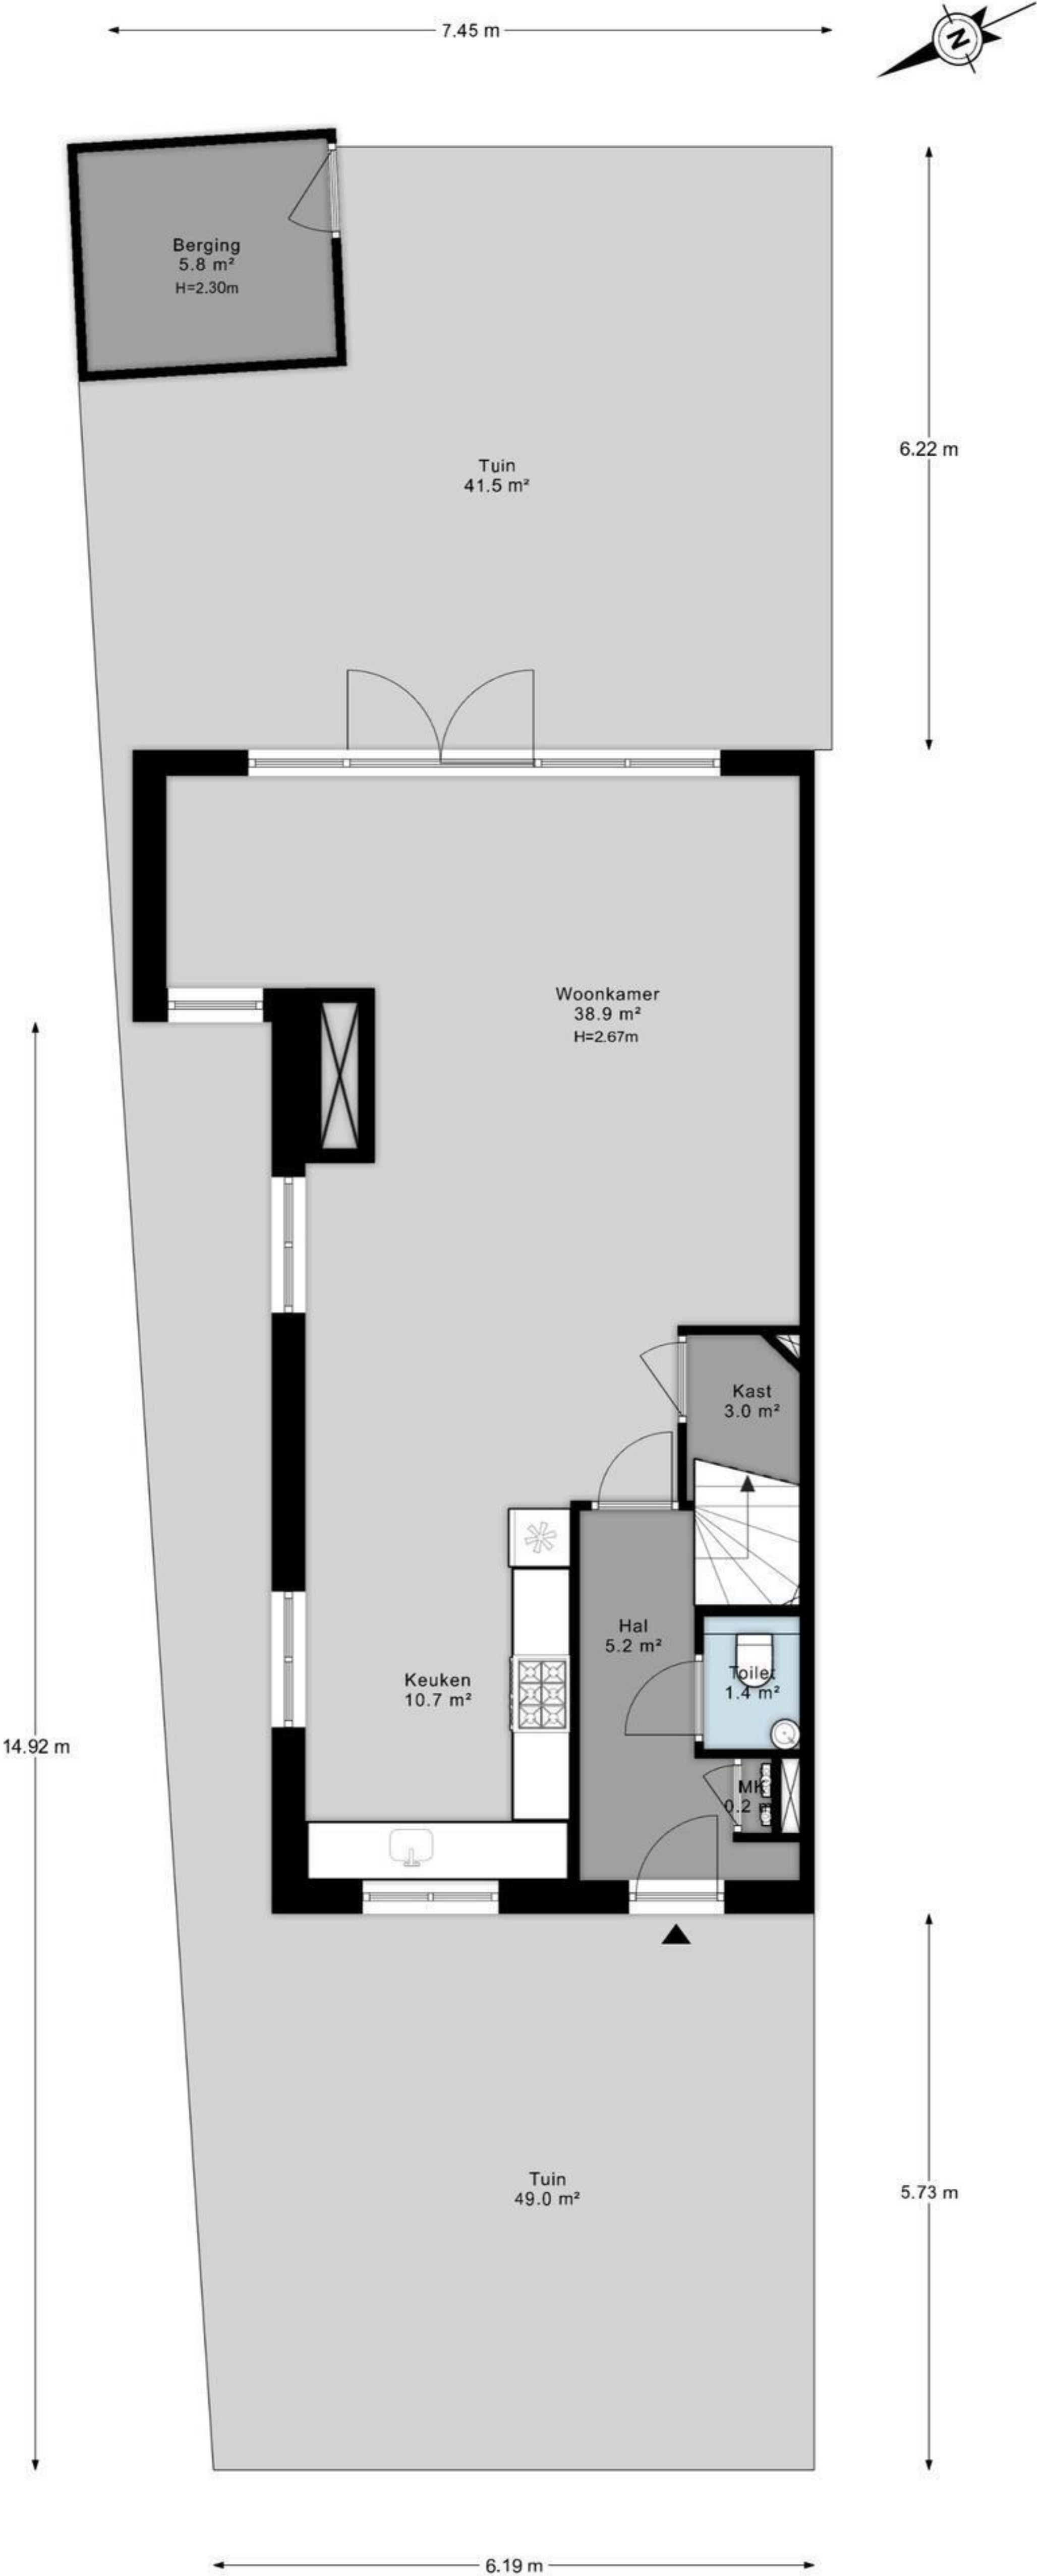 7.45 m
N
Berging
5.8 m²
H=2.30m
6.22 m
Tuin
41.5 m²
Woonkamer
38.9 m²
H=2.67m
Kast
3.0 m²
Hal
5.2 m²
Toilet
1.4 m²
Keuken
10.7 m²
14.92 m
MK
0.2 m
Tuin
49.0 m²
5.73 m
6.19 m